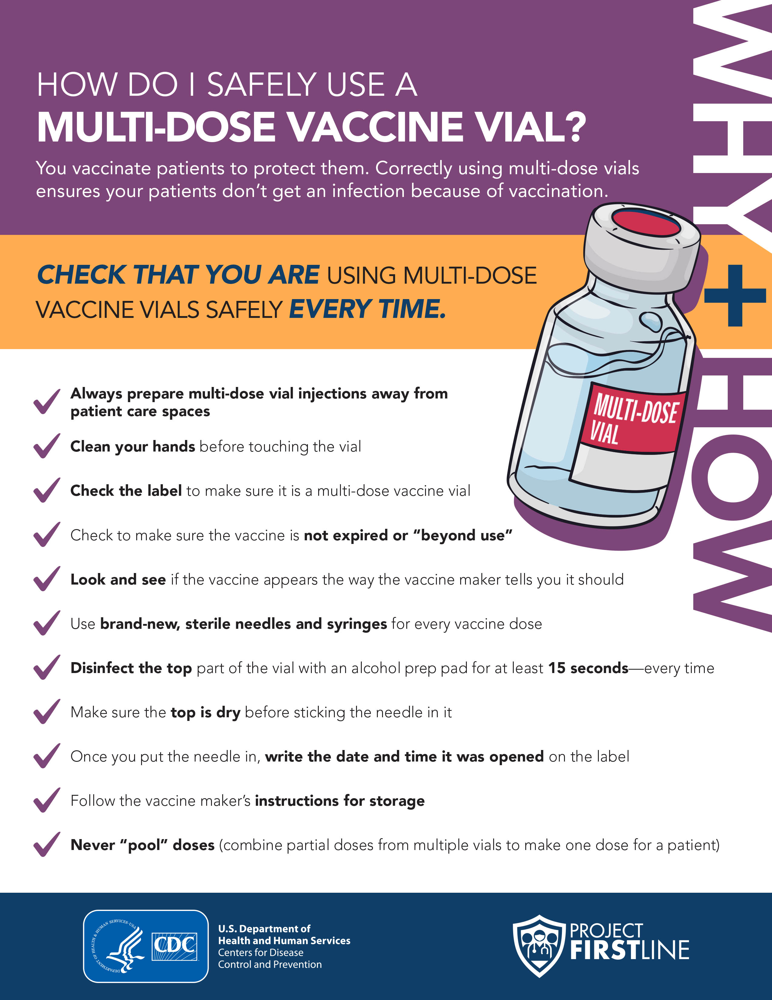 HOW DO I SAFELY USE A
MULTI-DOSE VACCINE VIAL?
You vaccinate patients to protect them. Correctly using multi-dose vials
ensures your patients don’t get an infection because of vaccination.
WHY + HOW
CHECK THAT YOU ARE USING MULTI-DOSE
VACCINE VIALS SAFELY EVERY TIME.
MULTI-DOSE
VIAL
Always prepare multi-dose vial injections away from
patient care spaces
Clean your hands before touching the vial
Check the label to make sure it is a multi-dose vaccine vial
Check to make sure the vaccine is not expired or “beyond use”
Look and see if the vaccine appears the way the vaccine maker tells you it should
Use brand-new, sterile needles and syringes for every vaccine dose
Disinfect the top part of the vial with an alcohol prep pad for at least 15 seconds—every time
Make sure the top is dry before sticking the needle in it
Once you put the needle in, write the date and time it was opened on the label
Follow the vaccine maker’s instructions for storage
Never “pool” doses (combine partial doses from multiple vials to make one dose for a patient)
DEPARTMENT OF HEALTH & HUMAN SERVICES·USA
CDC
U.S. Department of
Health and Human Services
Centers for Disease
Control and Prevention
PROJECT
FIRSTLINE